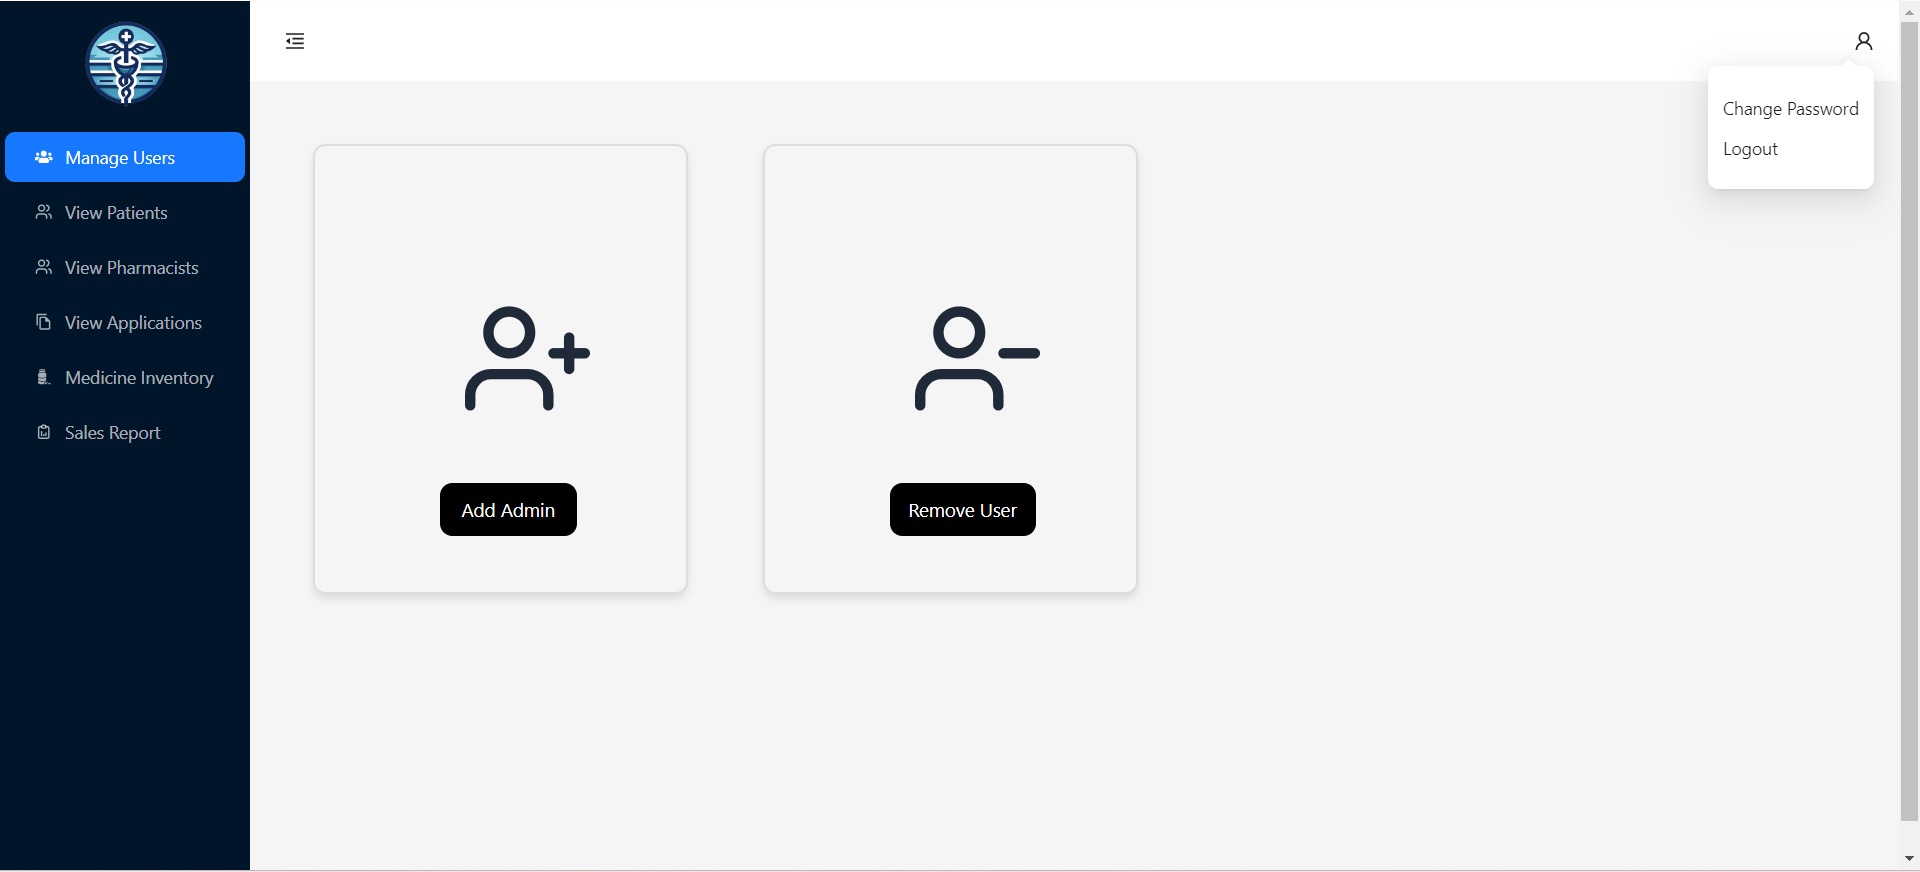 Manage Users
View Patients
View Pharmacists
View Applications
Medicine Inventory
Sales Report
Change Password
Logout
Add Admin
Remove User